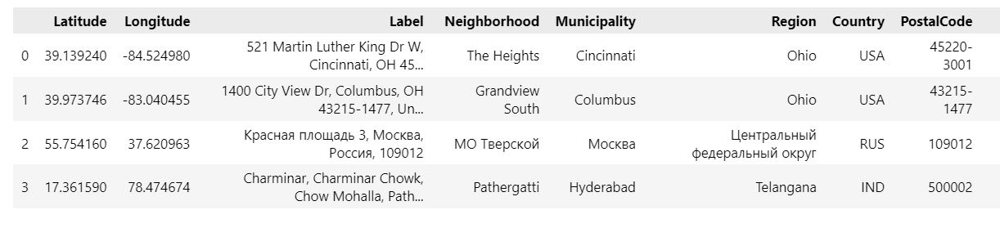 Latitude Longitude Label Neighborhood Municipality Region Country PostalCode
0 39.139240 -84.524980 521 Martin Luther King Dr W, Cincinnati, OH 45... The Heights Cincinnati Ohio USA 45220-3001
1 39.973746 -83.040455 1400 City View Dr, Columbus, OH 43215-1477, Un... Grandview South Columbus Ohio USA 43215-1477
2 55.754160 37.620963 Красная площадь 3, Москва, Россия, 109012 МО Тверской Москва Центральный федеральный округ RUS 109012
3 17.361590 78.474674 Charminar, Charminar Chowk, Chow Mohalla, Path... Pathergatti Hyderabad Telangana IND 500002